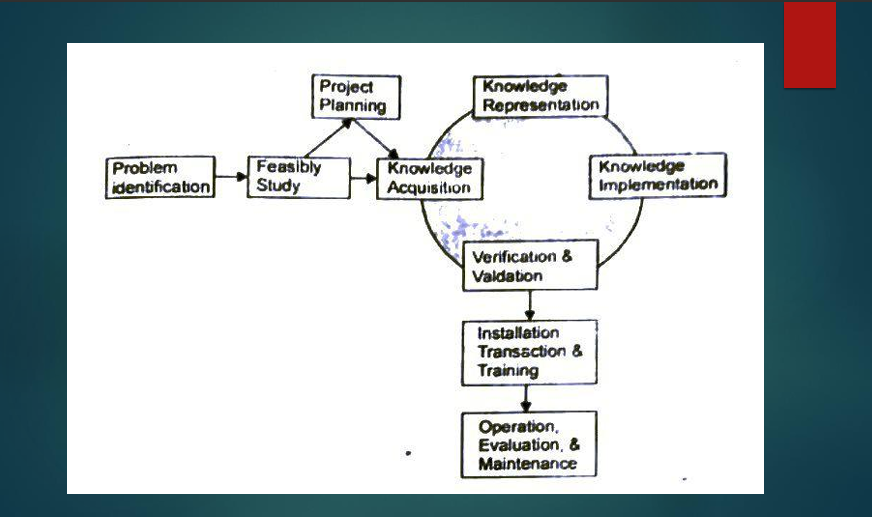 Project
Planning
Knowledge
Representation
Problem
identification
Feasibly
Study
Knowledge
Acquisition
Knowledge
Implementation
Verification &
Valdation
Installation
Transaction &
Training
Operation,
Evaluation, &
Maintenance